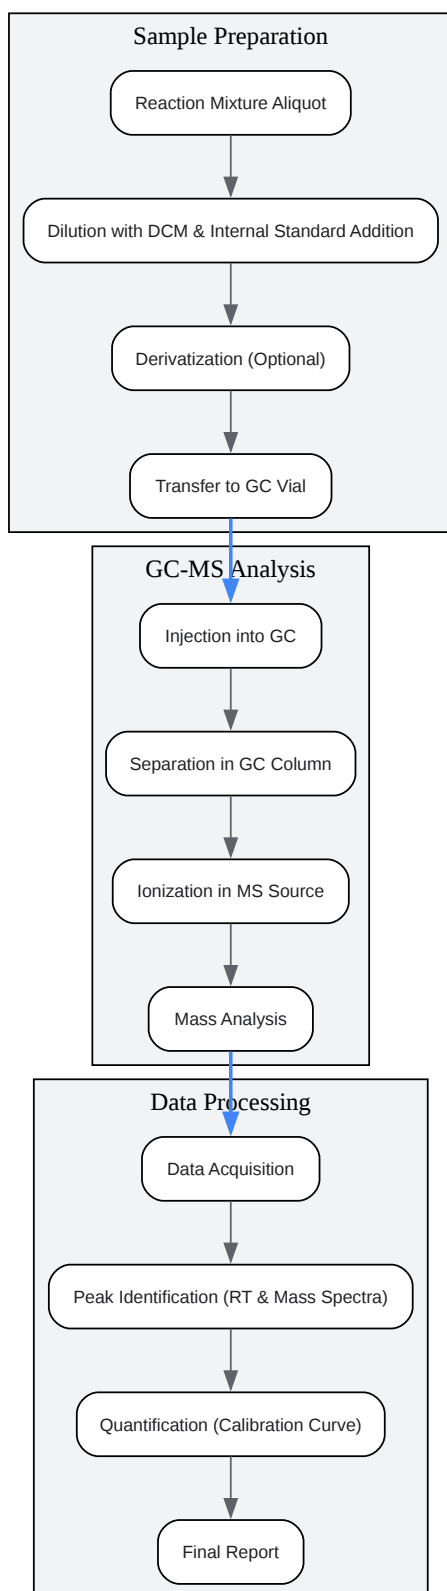 Sample Preparation
Reaction Mixture Aliquot
Dilution with DCM & Internal Standard Addition
Derivatization (Optional)
Transfer to GC Vial
GC-MS Analysis
Injection into GC
Separation in GC Column
Ionization in MS Source
Mass Analysis
Data Processing
Data Acquisition
Peak Identification (RT & Mass Spectra)
Quantification (Calibration Curve)
Final Report